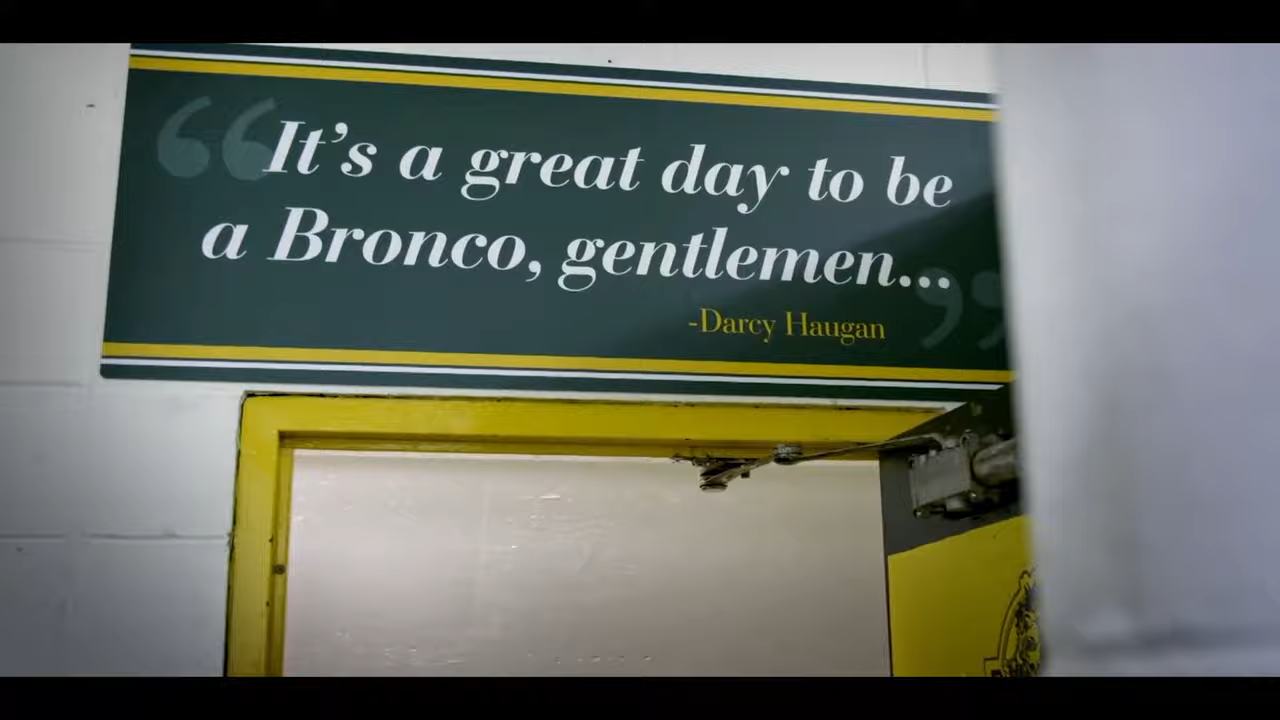 “It’s a great day to be
a Bronco, gentlemen...”
-Darcy Haugan